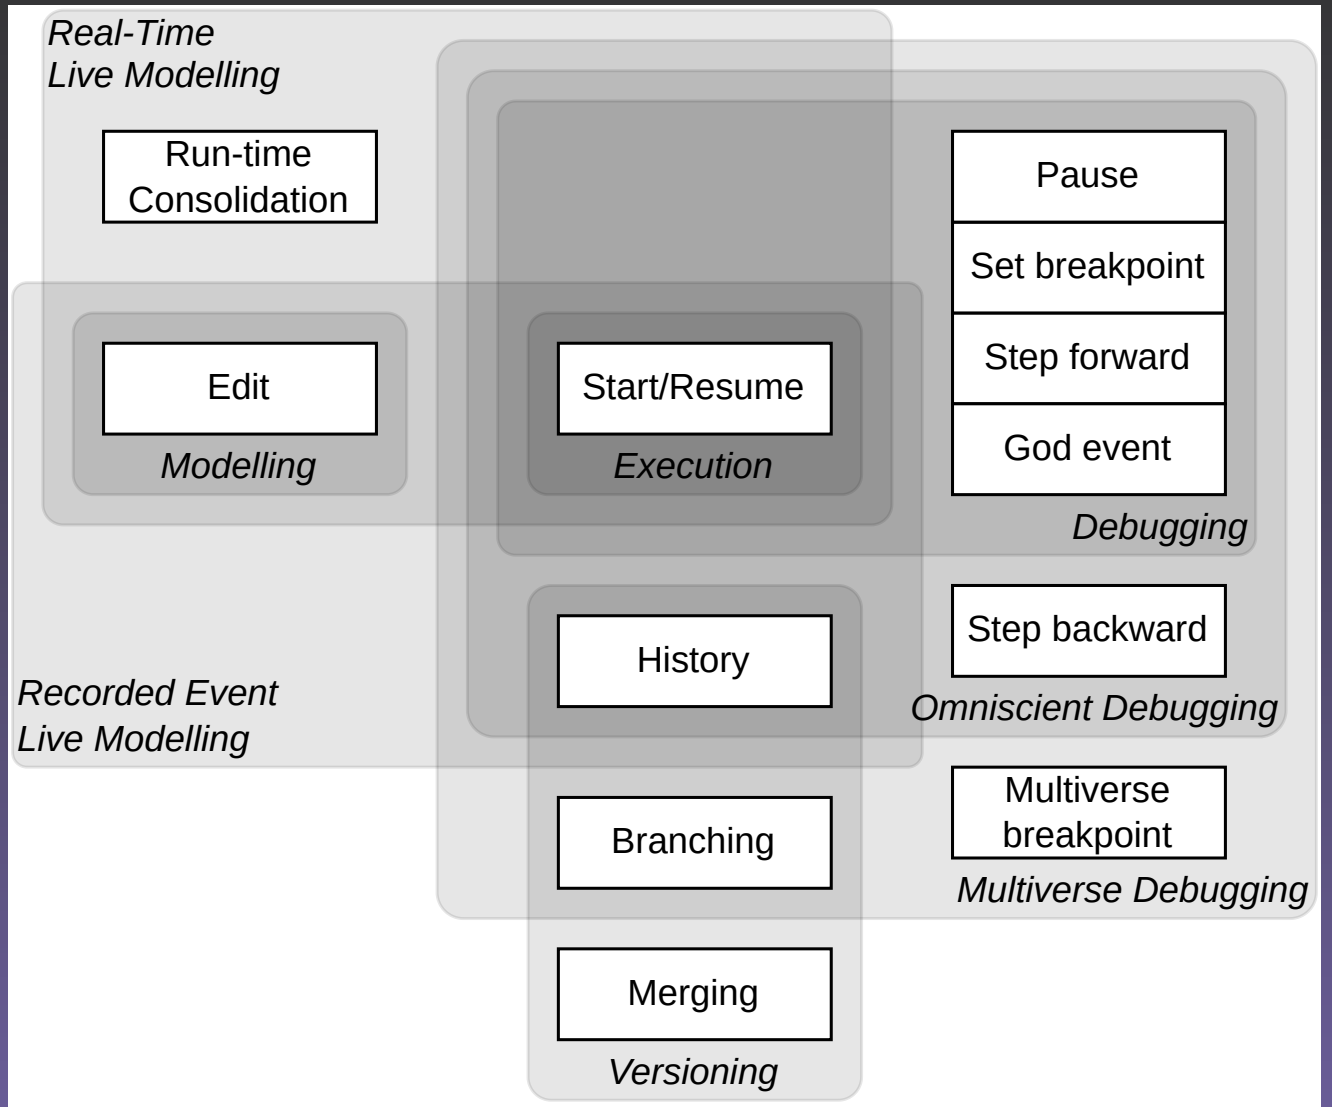 Real-Time
Live Modelling
Run-time
Consolidation
Pause
Set breakpoint
Step forward
God event
Debugging
Edit
Modelling
Start/Resume
Execution
Step backward
Omniscient Debugging
History
Recorded Event
Live Modelling
Multiverse
breakpoint
Multiverse Debugging
Branching
Merging
Versioning